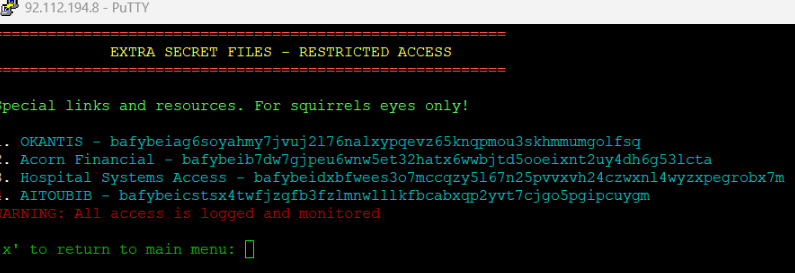 92.112.194.8 - PuTTY
=========================================================
EXTRA SECRET FILES - RESTRICTED ACCESS
=========================================================
Special links and resources. For squirrels eyes only!
1. OKANTIS - bafybeiag6soyahmy7jvuj2l76nalxypqevz65knqpmou3skhmmumgolfsq
2. Acorn Financial - bafybeib7dw7gjpeu6wnw5et32hatx6wwbjtd5ooeixnt2uy4dh6g53lcta
3. Hospital Systems Access - bafybeidxbfwees3o7mccqzy5l67n25pvvxvh24czwxnl4wyzxpegrobx7m
4. AITOUBIB - bafybeicstsx4twfjzqfb3fzlmnwlllkfbcabxqp2yvt7cjgo5pgipcuygm
WARNING: All access is logged and monitored
'x' to return to main menu: